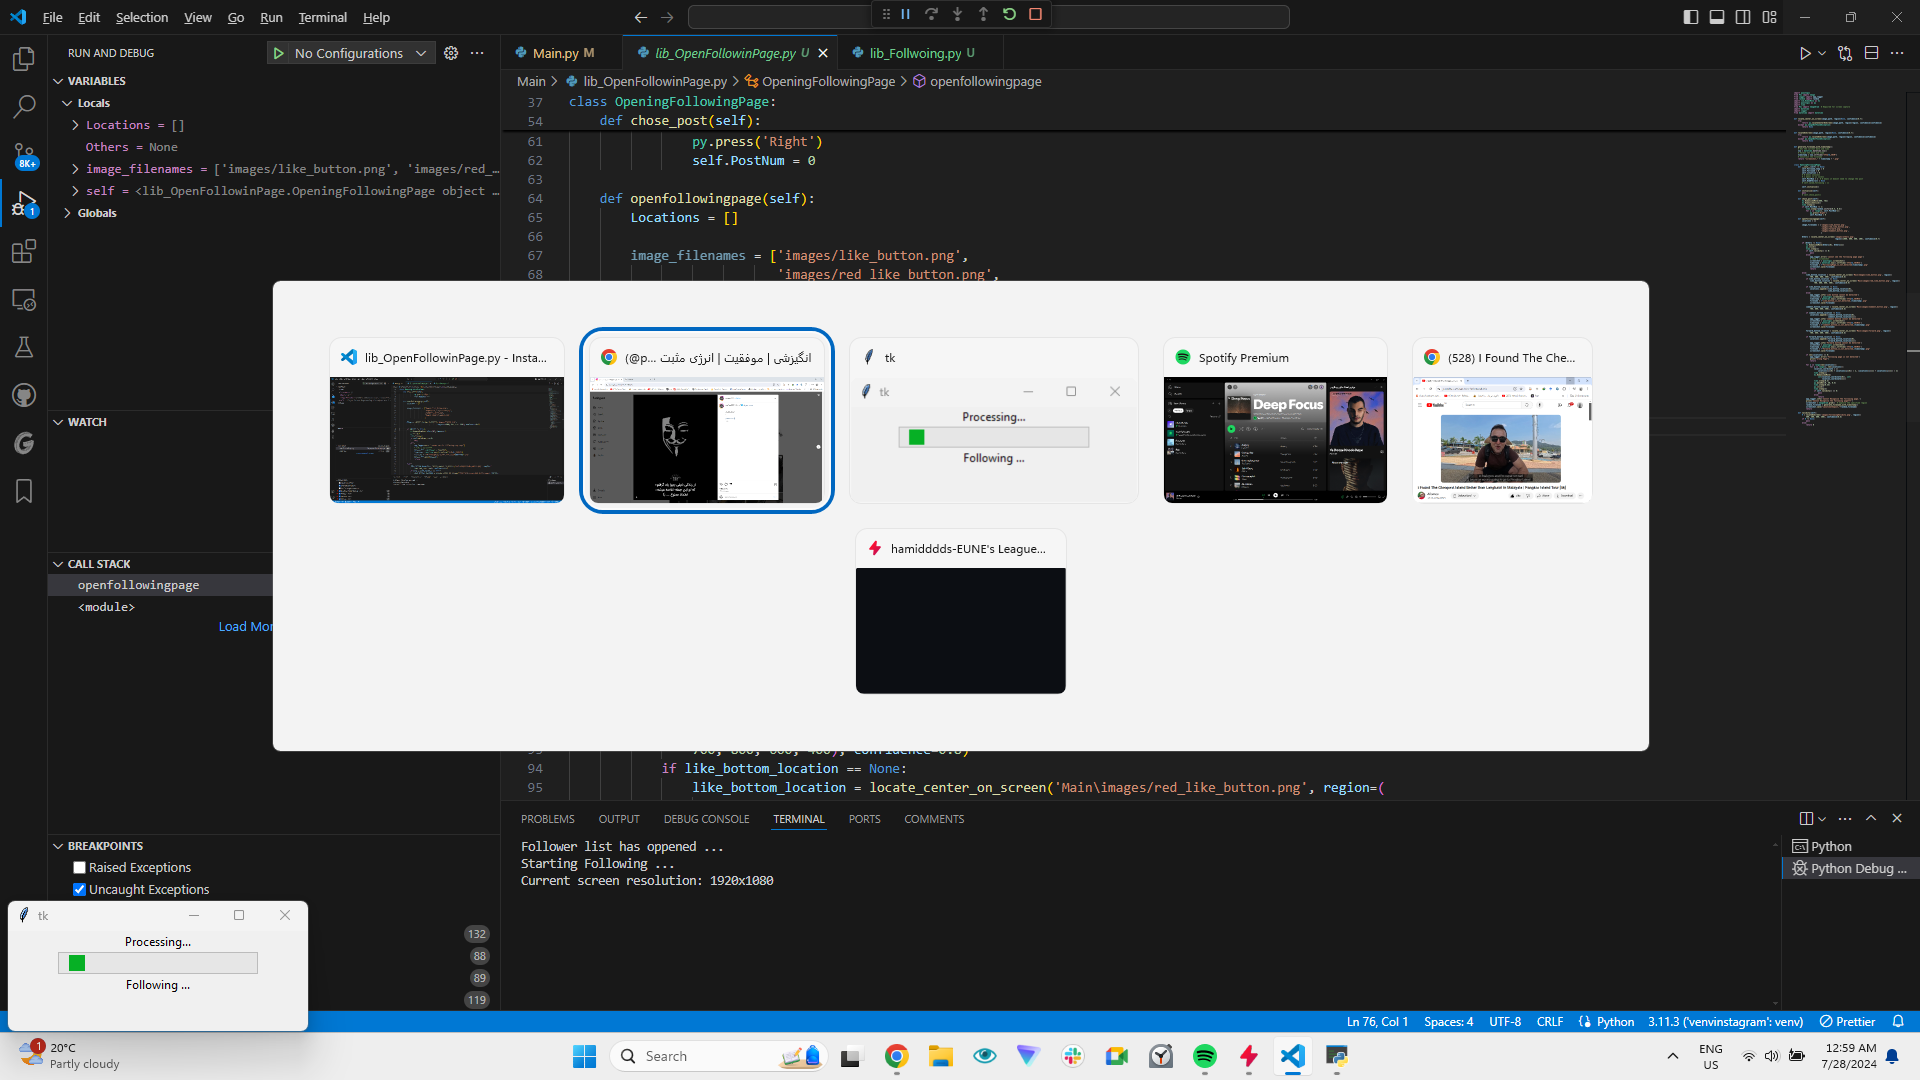 File Edit Selection View Go Run Terminal Help
RUN AND DEBUG
No Configurations
VARIABLES
Locals
Locations = []
Others = None
image_filenames = ['images/like_button.png', 'images/red_…
self = <lib_OpenFollowinPage.OpeningFollowingPage object …
Globals
8K+
1
Main.py M
lib_OpenFollowinPage.py U
lib_Follwoing.py U
Main > lib_OpenFollowinPage.py > OpeningFollowingPage > openfollowingpage
37 class OpeningFollowingPage:
54 def chose_post(self):
61 py.press('Right')
62 self.PostNum = 0
63
64 def openfollowingpage(self):
65 Locations = []
66
67 image_filenames = ['images/like_button.png',
68 'images/red_like_button.png',
lib_OpenFollowinPage.py - Insta...
انگیزشی | موفقیت | انرژی مثبت ...p@)
tk
tk
Processing...
Following ...
Spotify Premium
Deep Focus
(528) I Found The Che...
hamidddds-EUNE's League...
94 if like_bottom_location == None:
95 like_bottom_location = locate_center_on_screen('Main\images/red_like_button.png', region=(
WATCH
CALL STACK
openfollowingpage
<module>
Load Mor
BREAKPOINTS
Raised Exceptions
Uncaught Exceptions
132
88
89
119
PROBLEMS OUTPUT DEBUG CONSOLE TERMINAL PORTS COMMENTS
Follower list has oppened ...
Starting Following ...
Current screen resolution: 1920x1080
Python
Python Debug ...
tk
Processing...
Following ...
Ln 76, Col 1 Spaces: 4 UTF-8 CRLF Python 3.11.3 ('venvinstagram': venv) Prettier
1
20°C
Partly cloudy
Search
ENG
US
12:59 AM
7/28/2024